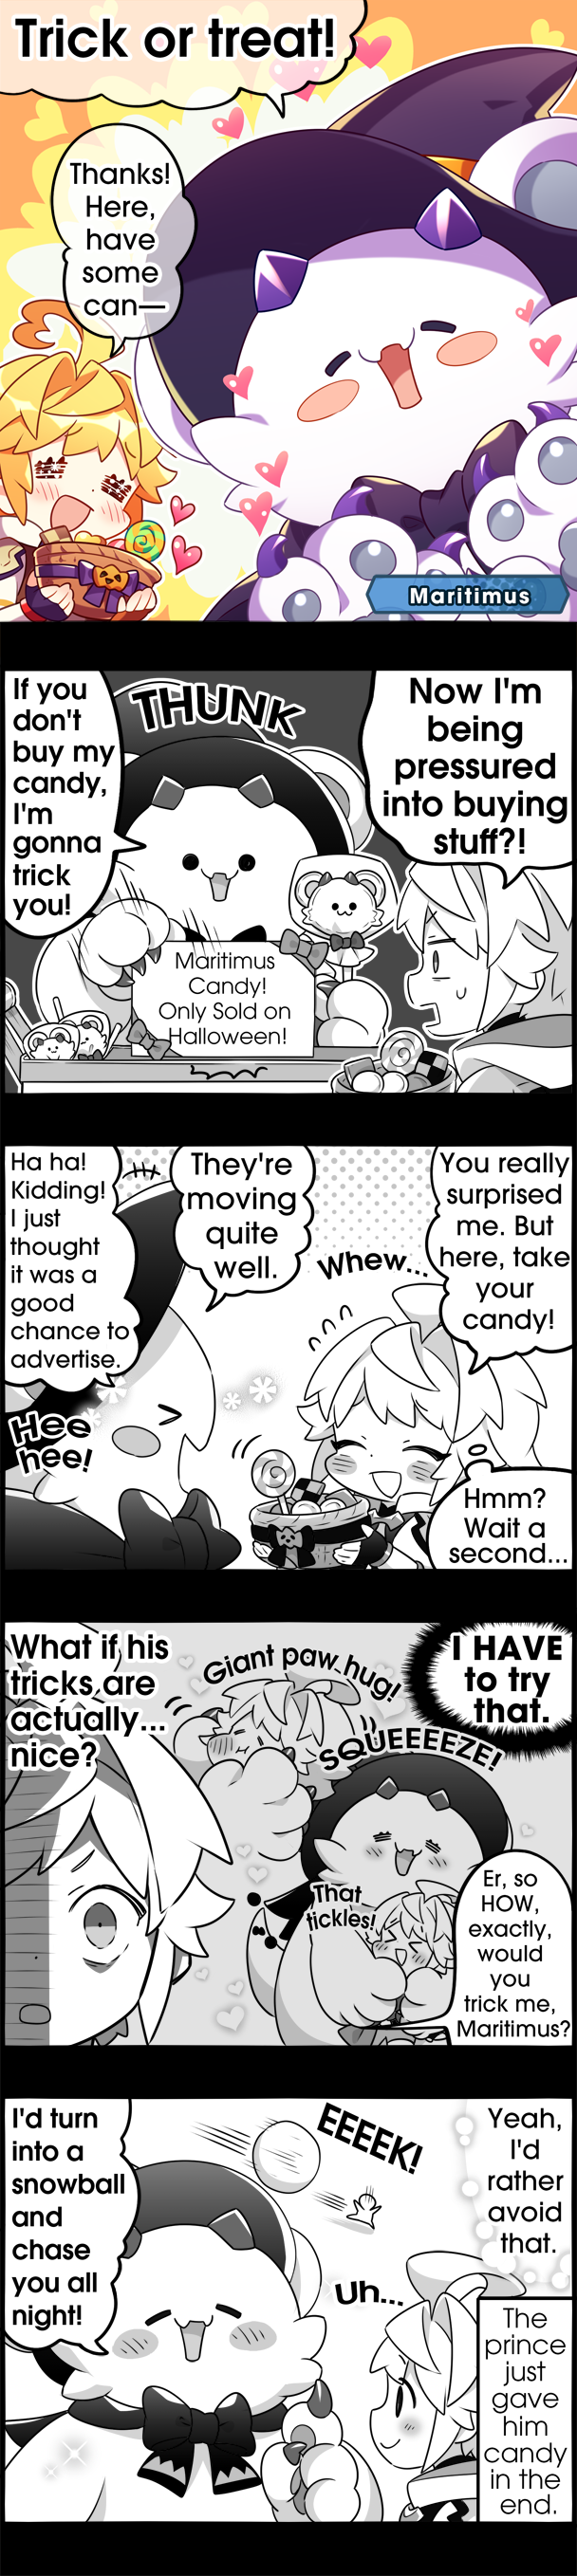 Trick or treat!
Thanks!
Here,
have
some
can—
Maritimus
If you
don't
buy my
candy,
I'm
gonna
trick
you!
THUNK
Now I'm
being
pressured
into buying
stuff?!
Maritimus
Candy!
Only Sold on
Halloween!
Ha ha!
Kidding!
I just
thought
it was a
good
chance to
advertise.
They're
moving
quite
well.
Whew...
You really
surprised
me. But
here, take
your
candy!
Hee
hee!
Hmm?
Wait a
second...
What if his
tricks are
actually...
nice?
Giant paw hug!
I HAVE
to try
that.
SQUEEEEZE!
That
tickles!
Er, so
HOW,
exactly,
would
you
trick me,
Maritimus?
I'd turn
into a
snowball
and
chase
you all
night!
EEEEK!
Yeah,
I'd
rather
avoid
that.
Uh...
The
prince
just
gave
him
candy
in the
end.